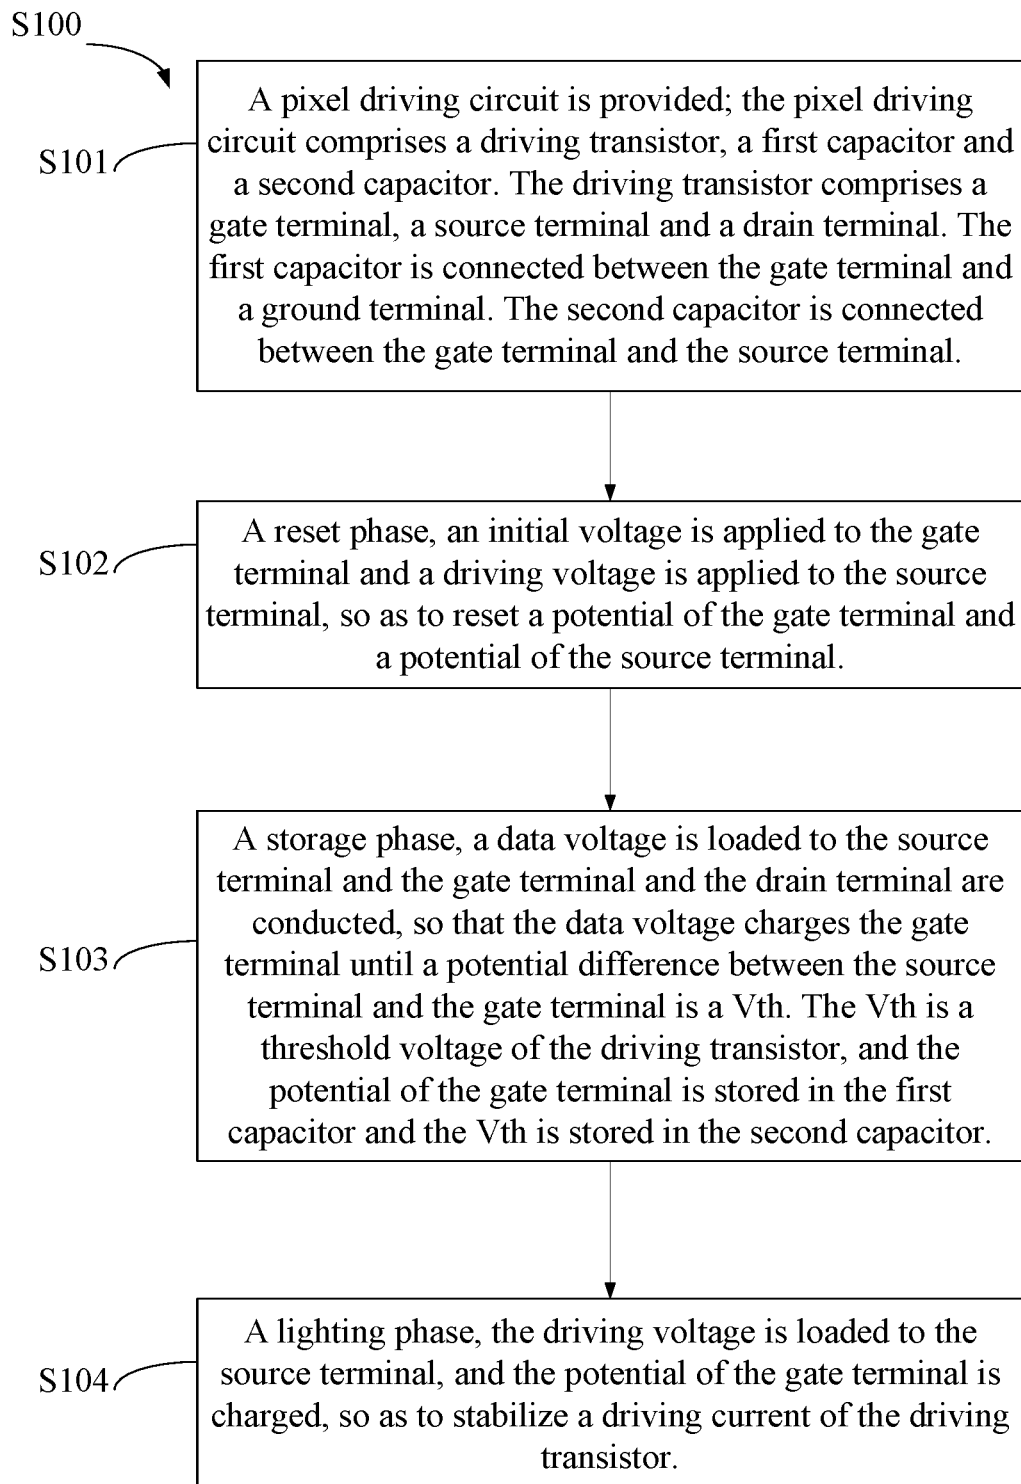 S100
S101
A pixel driving circuit is provided; the pixel driving
circuit comprises a driving transistor, a first capacitor and
a second capacitor. The driving transistor comprises a
gate terminal, a source terminal and a drain terminal. The
first capacitor is connected between the gate terminal and
a ground terminal. The second capacitor is connected
between the gate terminal and the source terminal.
S102
A reset phase, an initial voltage is applied to the gate
terminal and a driving voltage is applied to the source
terminal, so as to reset a potential of the gate terminal and
a potential of the source terminal.
S103
A storage phase, a data voltage is loaded to the source
terminal and the gate terminal and the drain terminal are
conducted, so that the data voltage charges the gate
terminal until a potential difference between the source
terminal and the gate terminal is a Vth. The Vth is a
threshold voltage of the driving transistor, and the
potential of the gate terminal is stored in the first
capacitor and the Vth is stored in the second capacitor.
S104
A lighting phase, the driving voltage is loaded to the
source terminal, and the potential of the gate terminal is
charged, so as to stabilize a driving current of the driving
transistor.